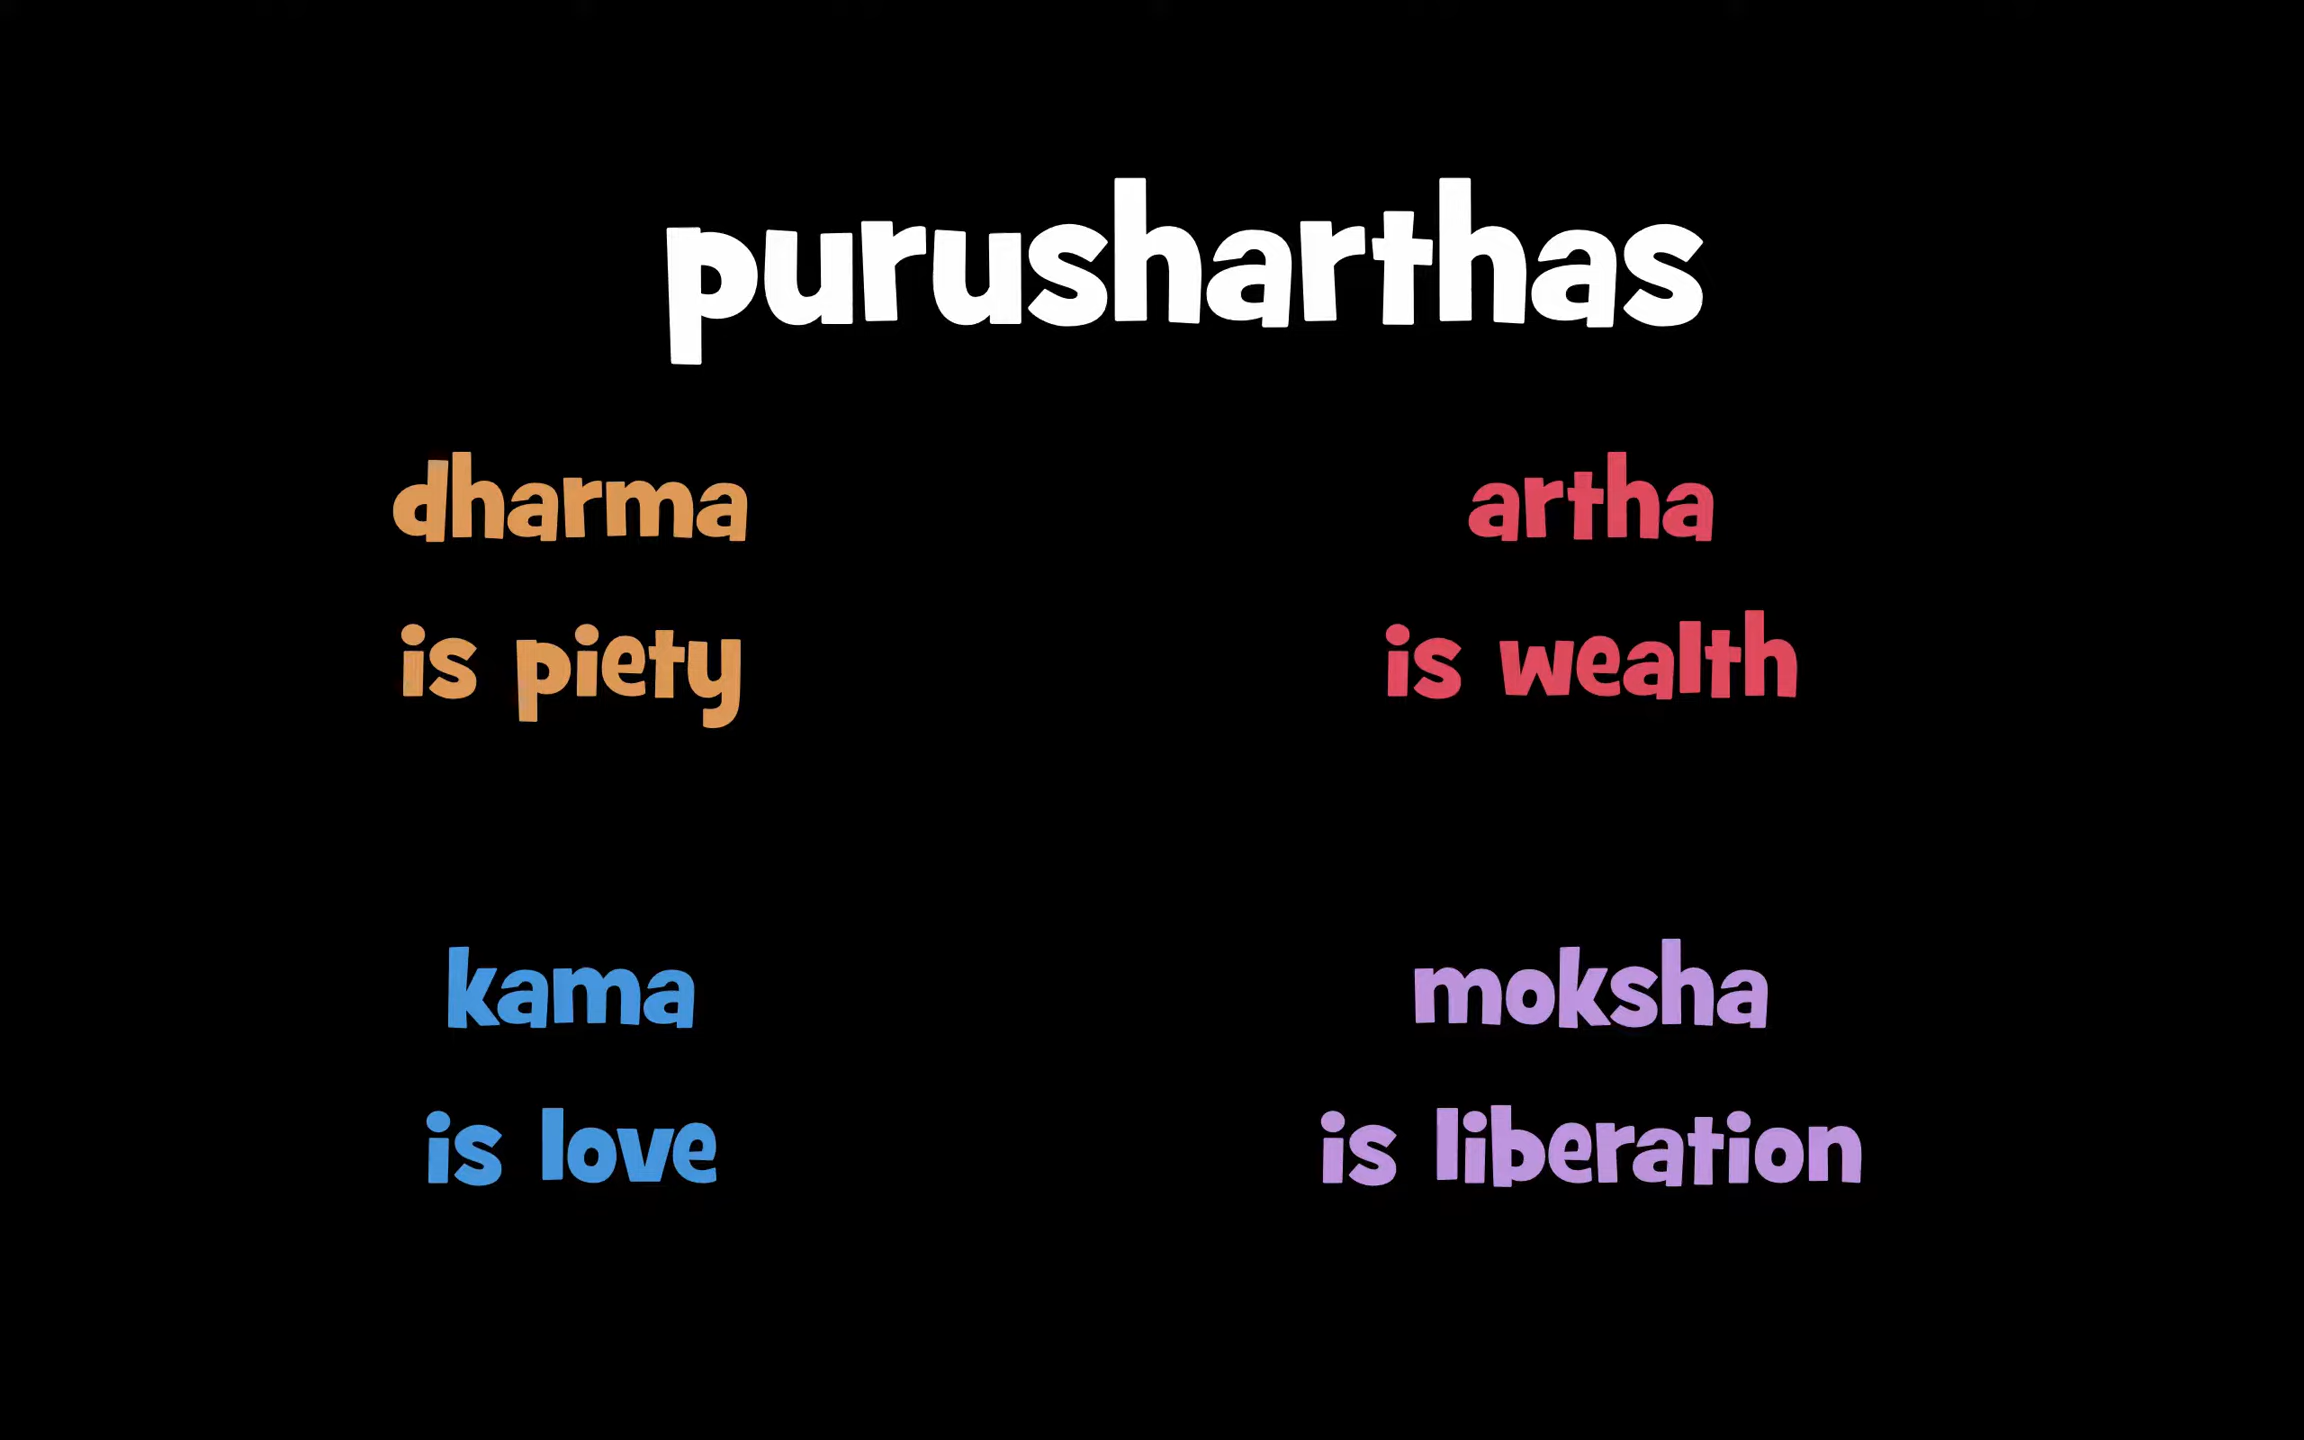 purusharthas
dharma
is piety
artha
is wealth
kama
is love
moksha
is liberation